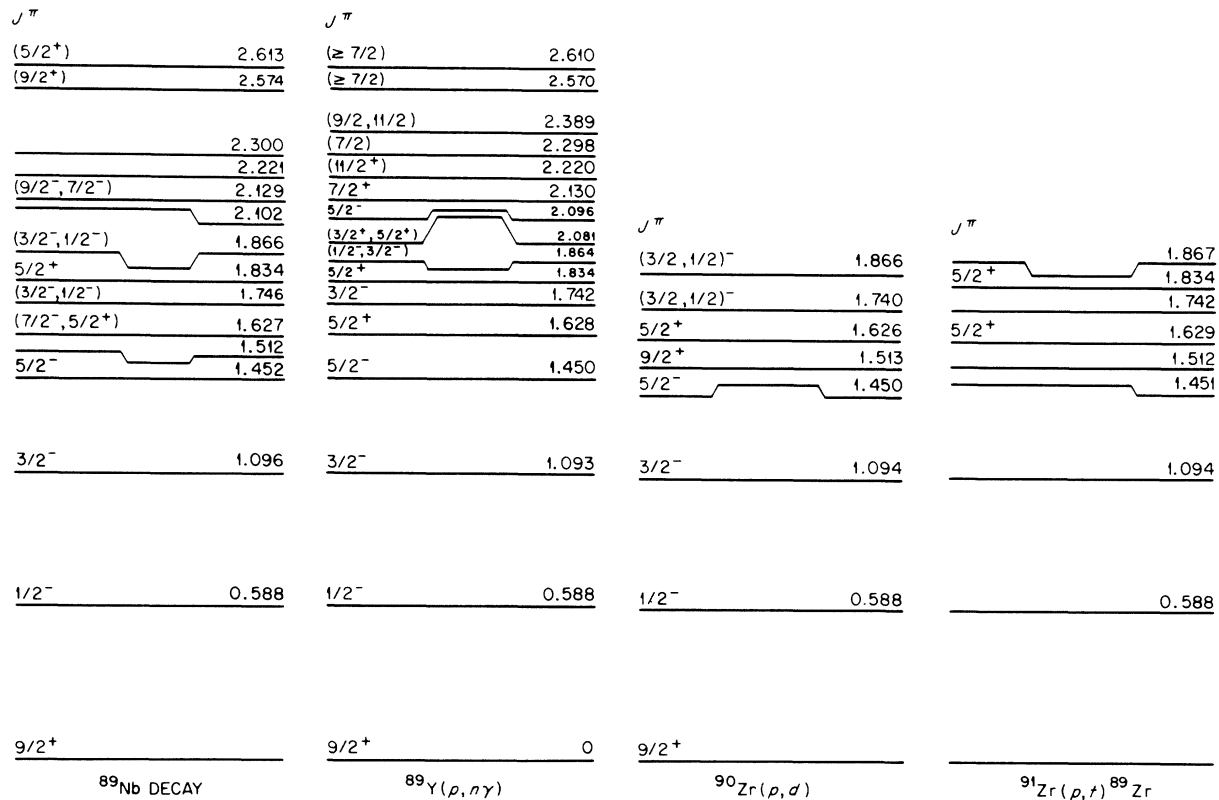 J π
(5/2+) 2.613
(9/2+) 2.574
2.300
2.221
(9/2−, 7/2−) 2.129
2.102
(3/2−, 1/2−) 1.866
5/2+ 1.834
(3/2−, 1/2−) 1.746
(7/2−, 5/2+) 1.627
1.512
5/2− 1.452
3/2− 1.096
1/2− 0.588
9/2+
89Nb DECAY
J π
(≥ 7/2) 2.610
(≥ 7/2) 2.570
(9/2, 11/2) 2.389
(7/2) 2.298
(11/2+) 2.220
7/2+ 2.130
5/2− 2.096
(3/2+, 5/2+) 2.081
(1/2−, 3/2−) 1.864
5/2+ 1.834
3/2− 1.742
5/2+ 1.628
5/2− 1.450
3/2− 1.093
1/2− 0.588
9/2+ 0
89Y(p, nγ)
J π
(3/2, 1/2)− 1.866
(3/2, 1/2)− 1.740
5/2+ 1.626
9/2+ 1.513
5/2− 1.450
3/2− 1.094
1/2− 0.588
9/2+
90Zr(p, d)
J π
1.867
5/2+ 1.834
1.742
5/2+ 1.629
1.512
1.451
1.094
0.588
91Zr(p, t) 89Zr